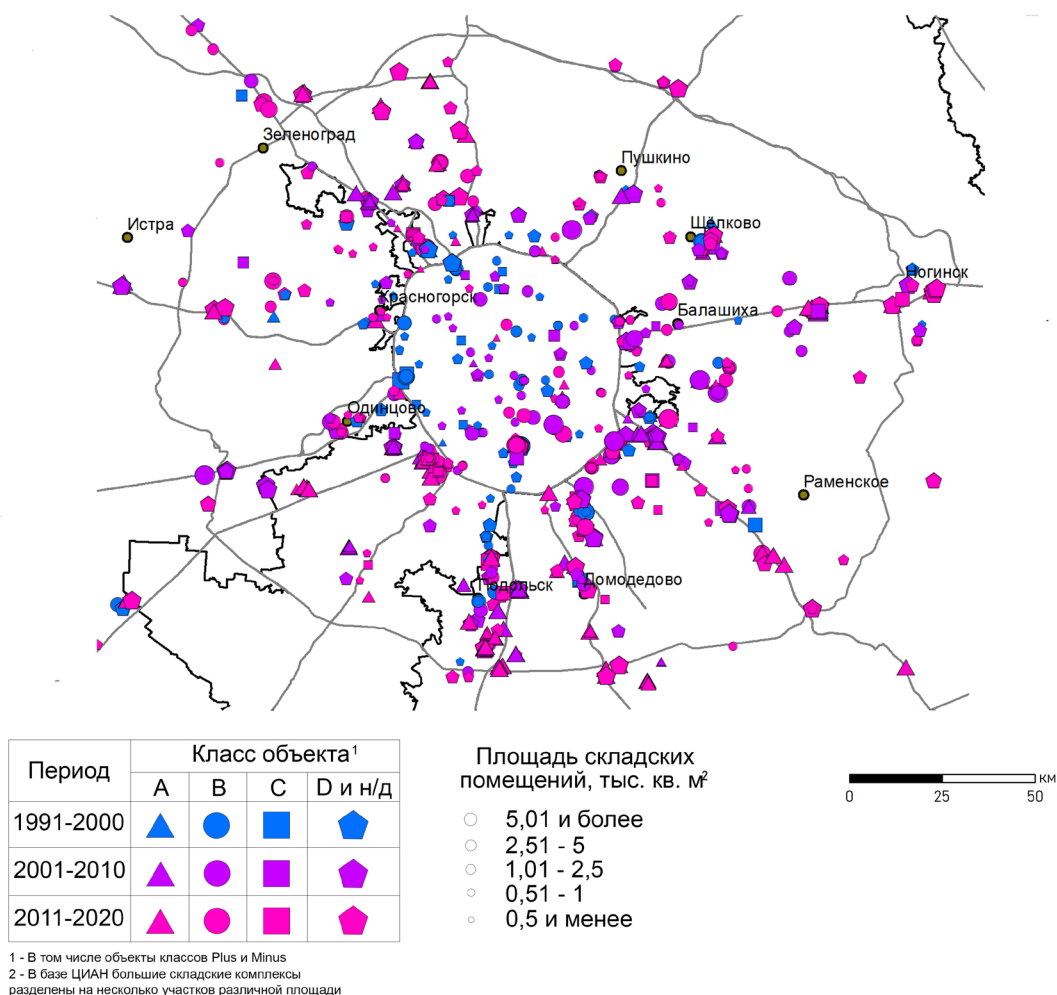 Зеленоград
Пушкино
Истра
Щёлково
Ногинск
Красногорск
Балашиха
Одинцово
Раменское
Подольск
Домодедово
Период
Класс объекта¹
A
B
C
D и н/д
1991-2000
2001-2010
2011-2020
Площадь складских
помещений, тыс. кв. м²
5,01 и более
2,51 - 5
1,01 - 2,5
0,51 - 1
0,5 и менее
км
0
25
50
1 - В том числе объекты классов Plus и Minus
2 - В базе ЦИАН большие складские комплексы
разделены на несколько участков различной площади